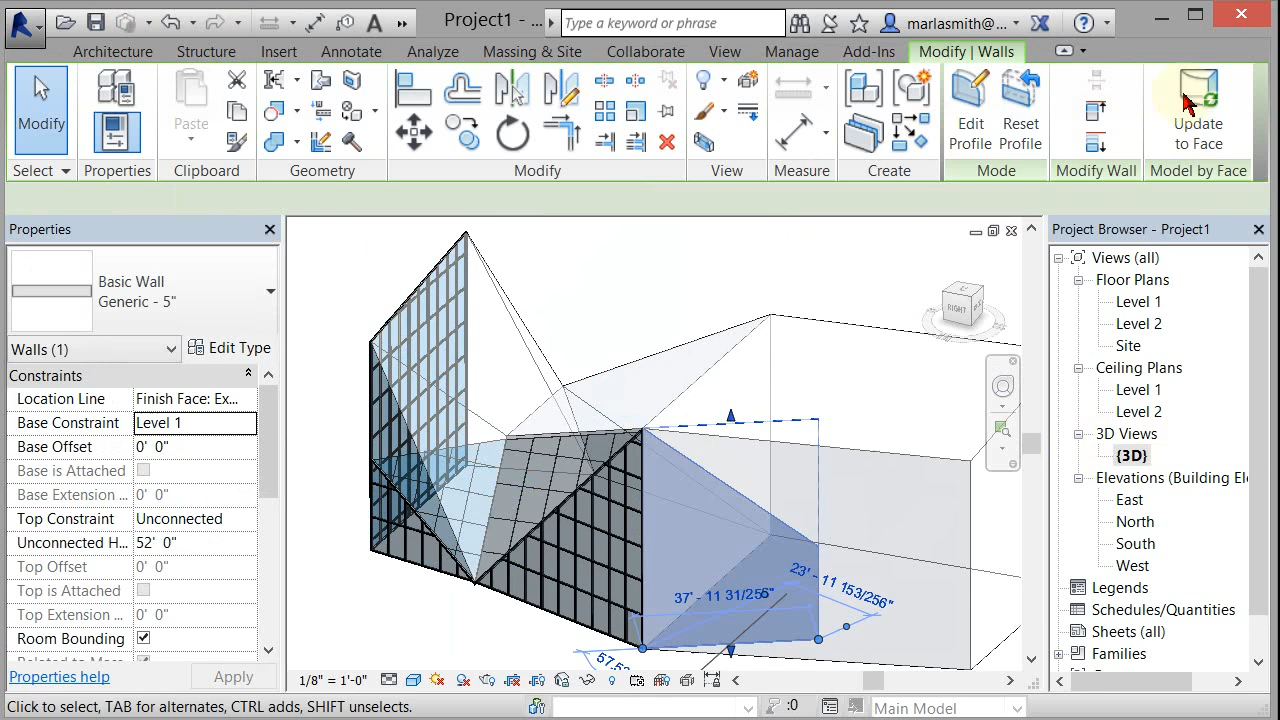 Project1 - ...
Type a keyword or phrase
marlasmith@...
Architecture Structure Insert Annotate Analyze Massing & Site Collaborate View Manage Add-Ins Modify | Walls
Modify
Paste
Edit Profile
Reset Profile
Update to Face
Select Properties Clipboard Geometry Modify View Measure Create Mode Modify Wall Model by Face
Properties
Basic Wall
Generic - 5"
Walls (1) Edit Type
Constraints
Location Line Finish Face: Ex...
Base Constraint Level 1
Base Offset 0' 0"
Base is Attached
Base Extension ... 0' 0"
Top Constraint Unconnected
Unconnected H... 52' 0"
Top Offset 0' 0"
Top is Attached
Top Extension ... 0' 0"
Room Bounding
Properties help Apply
RIGHT
37' - 11 31/256"
23' - 11 153/256"
1/8" = 1'-0"
Project Browser - Project1
Views (all)
Floor Plans
Level 1
Level 2
Site
Ceiling Plans
Level 1
Level 2
3D Views
{3D}
Elevations (Building Ele
East
North
South
West
Legends
Schedules/Quantities
Sheets (all)
Families
Click to select, TAB for alternates, CTRL adds, SHIFT unselects.
:0
Main Model